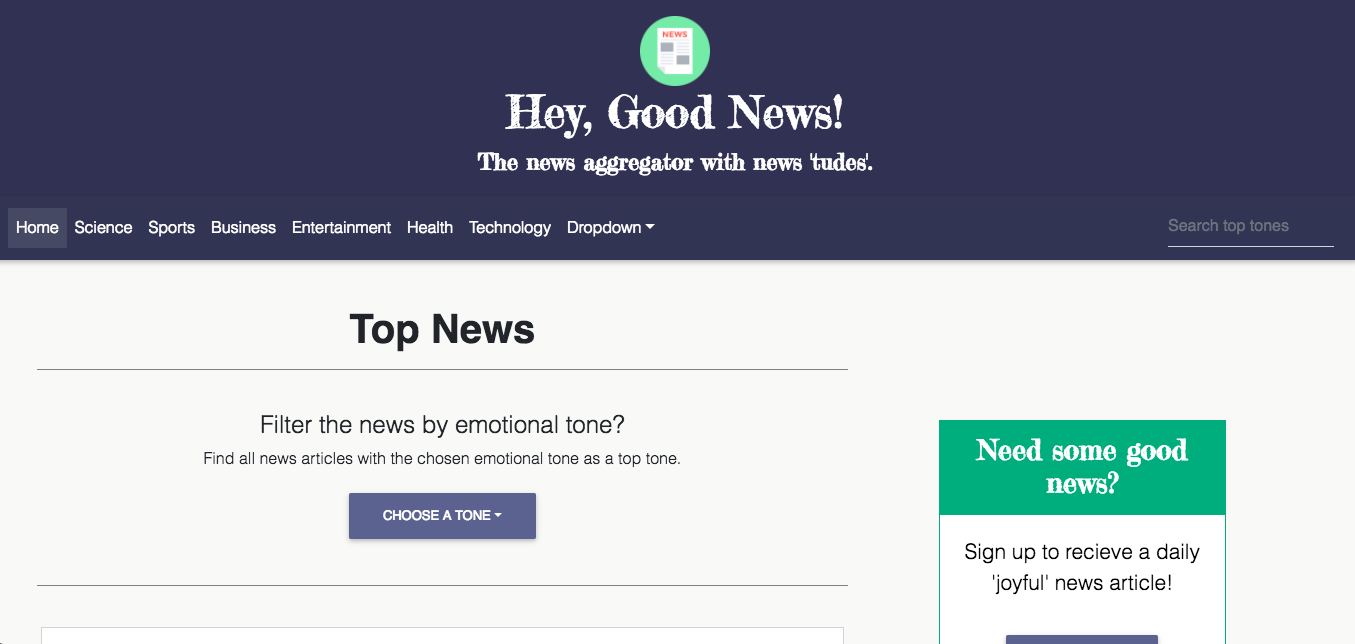 NEWS
Hey, Good News!
The news aggregator with news 'tudes'.
Home Science Sports Business Entertainment Health Technology Dropdown Search top tones
Top News
Filter the news by emotional tone?
Find all news articles with the chosen emotional tone as a top tone.
CHOOSE A TONE
Need some good
news?
Sign up to recieve a daily
'joyful' news article!